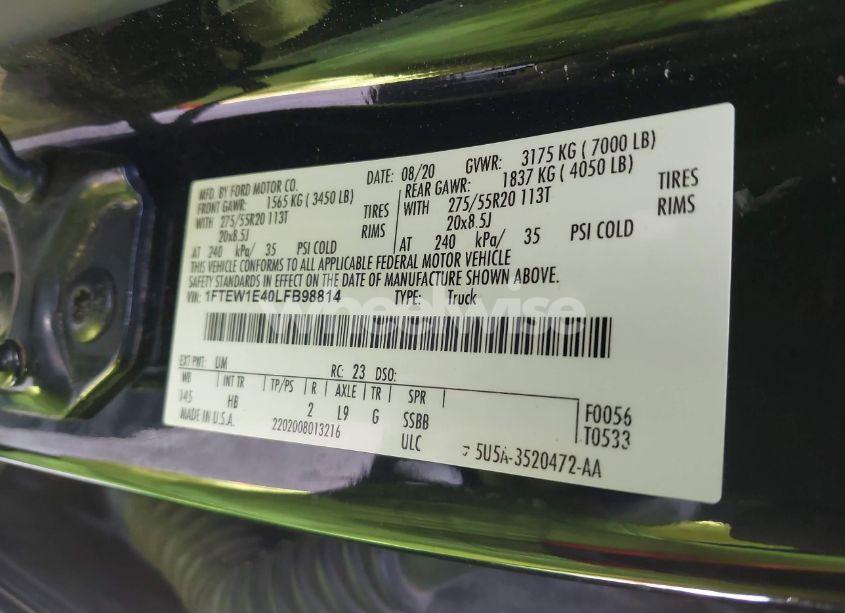 MFD. BY FORD MOTOR CO.
DATE: 08/20 GVWR: 3175 KG ( 7000 LB)
FRONT GAWR: 1565 KG ( 3450 LB) REAR GAWR: 1837 KG ( 4050 LB)
WITH 275/55R20 113T TIRES WITH 275/55R20 113T TIRES
20x8.5J RIMS 20x8.5J RIMS
AT 240 kPa/ 35 PSI COLD AT 240 kPa/ 35 PSI COLD
THIS VEHICLE CONFORMS TO ALL APPLICABLE FEDERAL MOTOR VEHICLE
SAFETY STANDARDS IN EFFECT ON THE DATE OF MANUFACTURE SHOWN ABOVE.
VIN: 1FTEW1E40LFB98814 TYPE: Truck
wheelwise
EXT PNT: UM RC: 23 DSO:
WB INT TR TP/PS R AXLE TR SPR
145 HB 2 L9 G SSBB F0056
MADE IN U.S.A. 2202008013216 ULC T0533
5U5A-3520472-AA